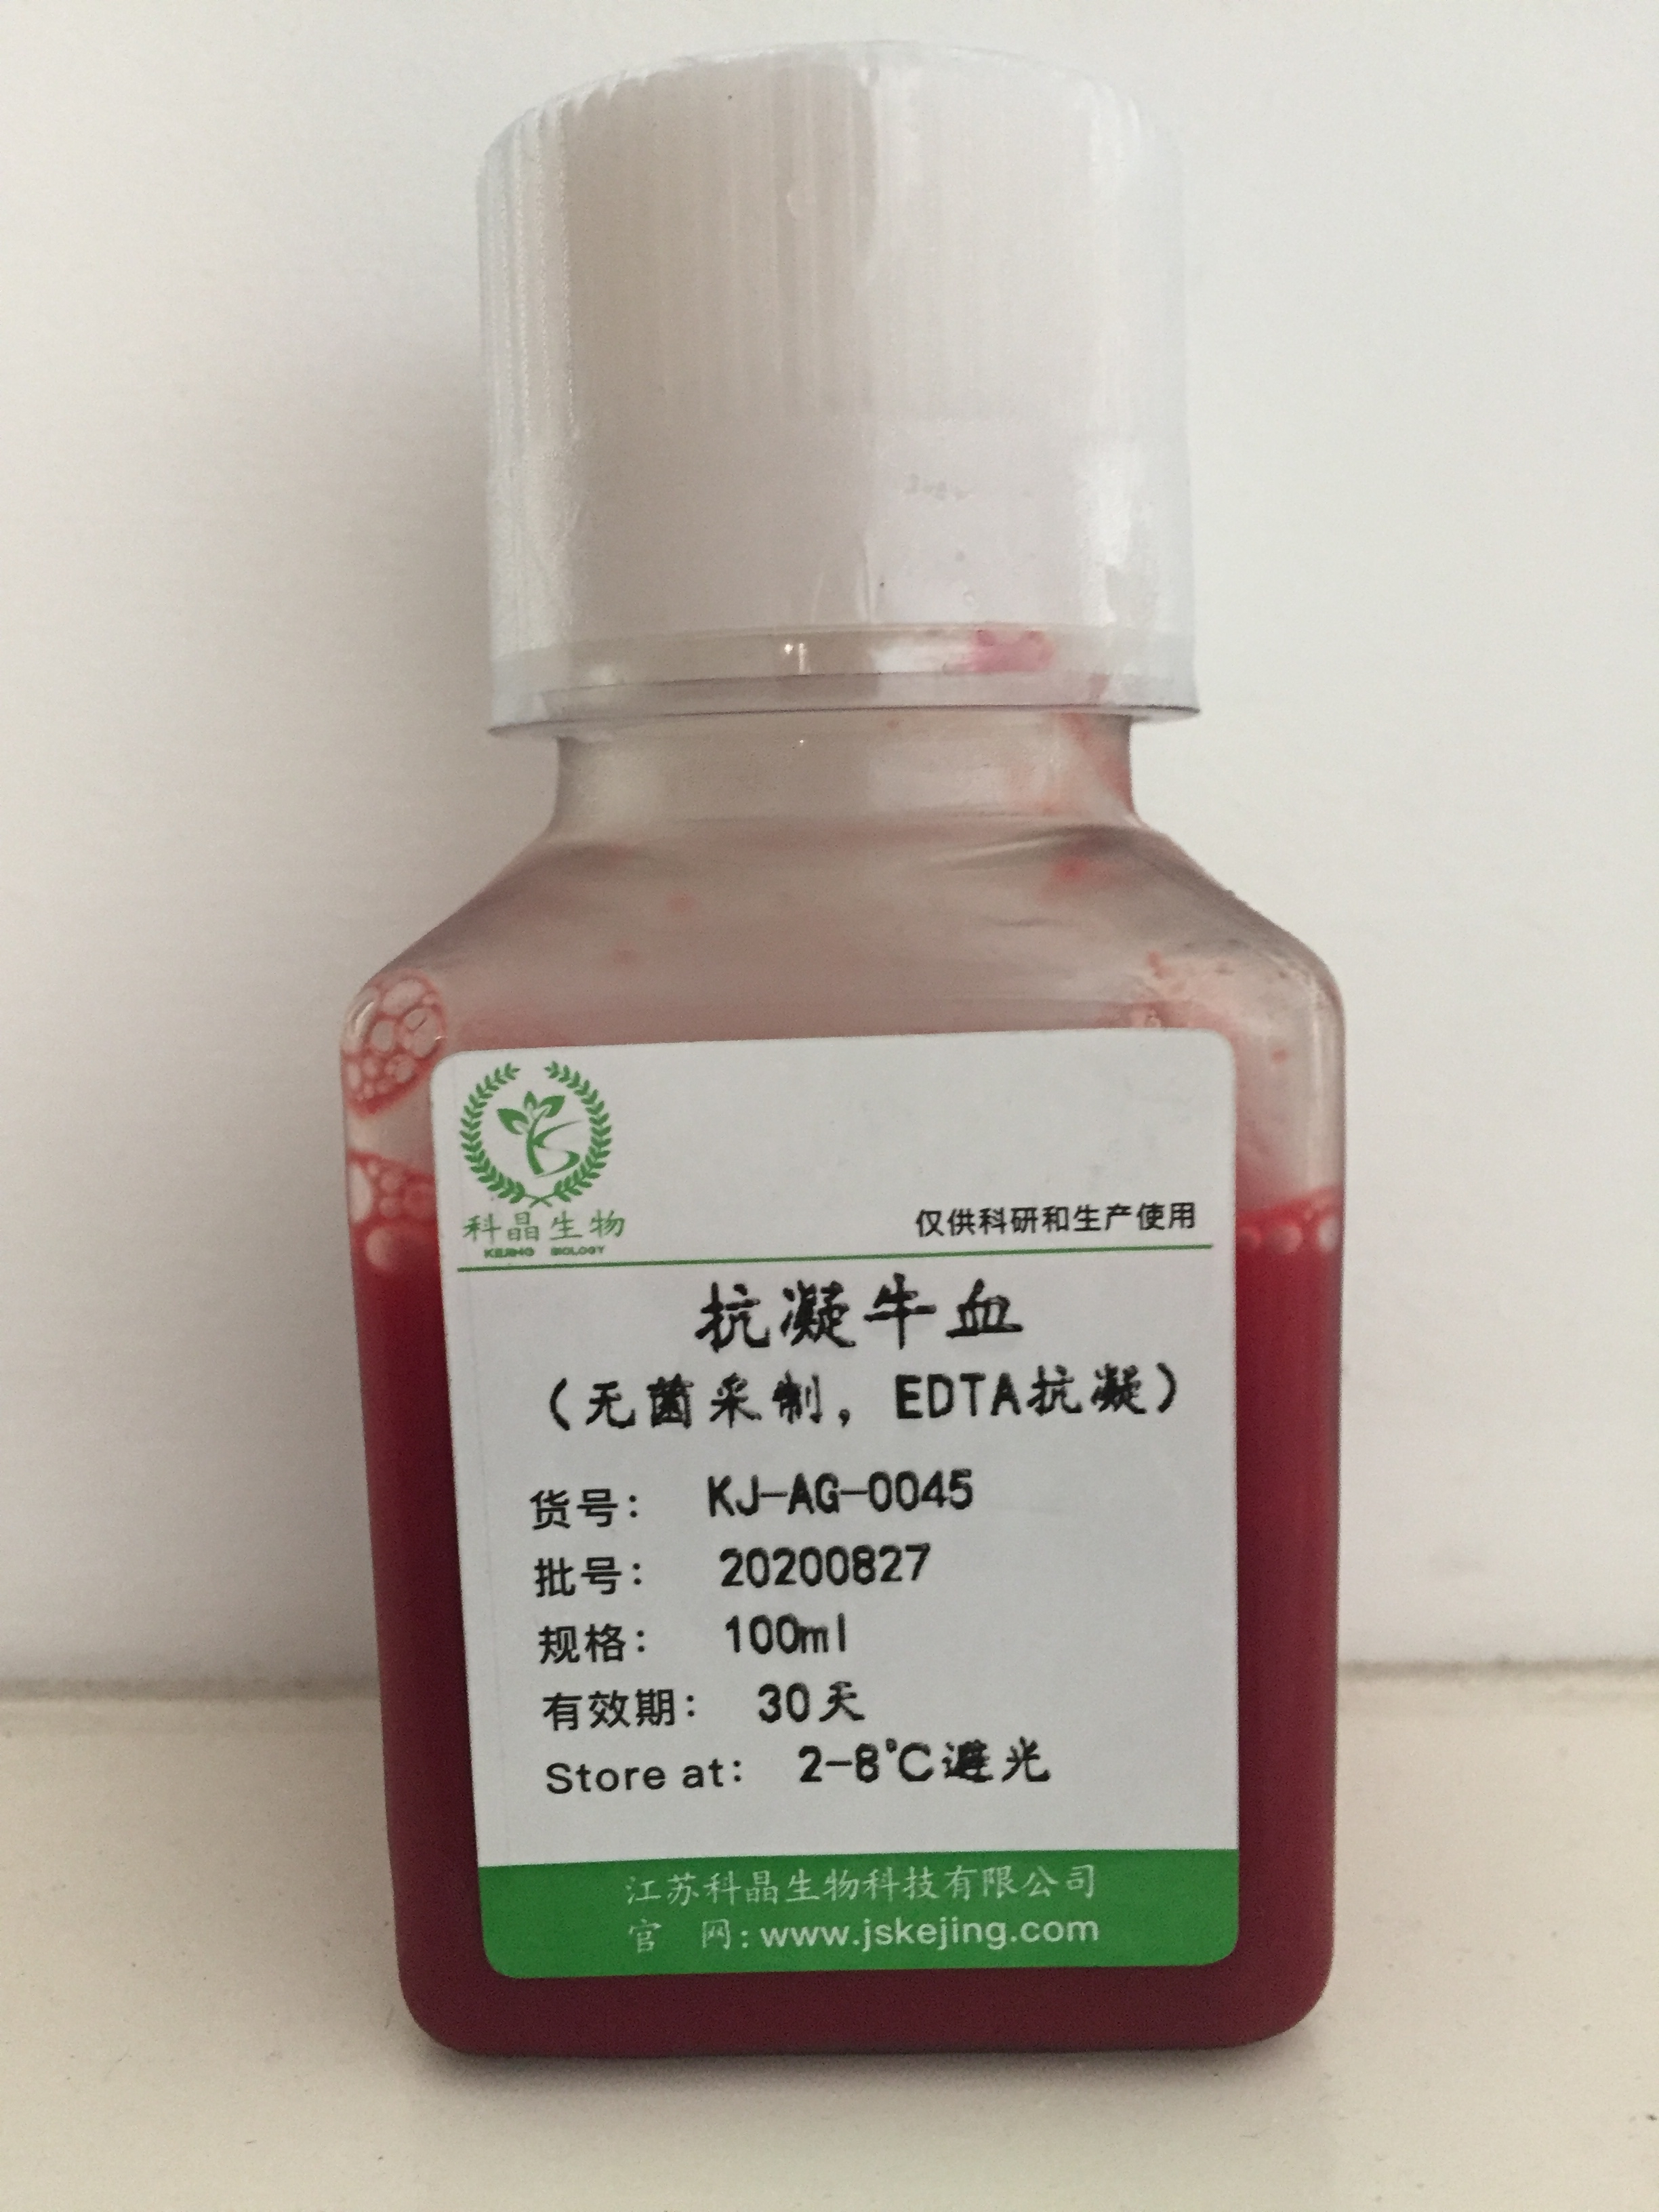 科晶生物
KEJING BIOLOGY
仅供科研和生产使用
抗凝牛血
（无菌采制，EDTA抗凝）
货号： KJ-AG-0045
批号： 20200827
规格： 100ml
有效期： 30天
Store at： 2-8℃避光
江苏科晶生物科技有限公司
官 网:www.jskejing.com